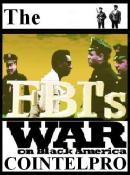 The
FBI's
WAR
on Black America
COINTELPRO